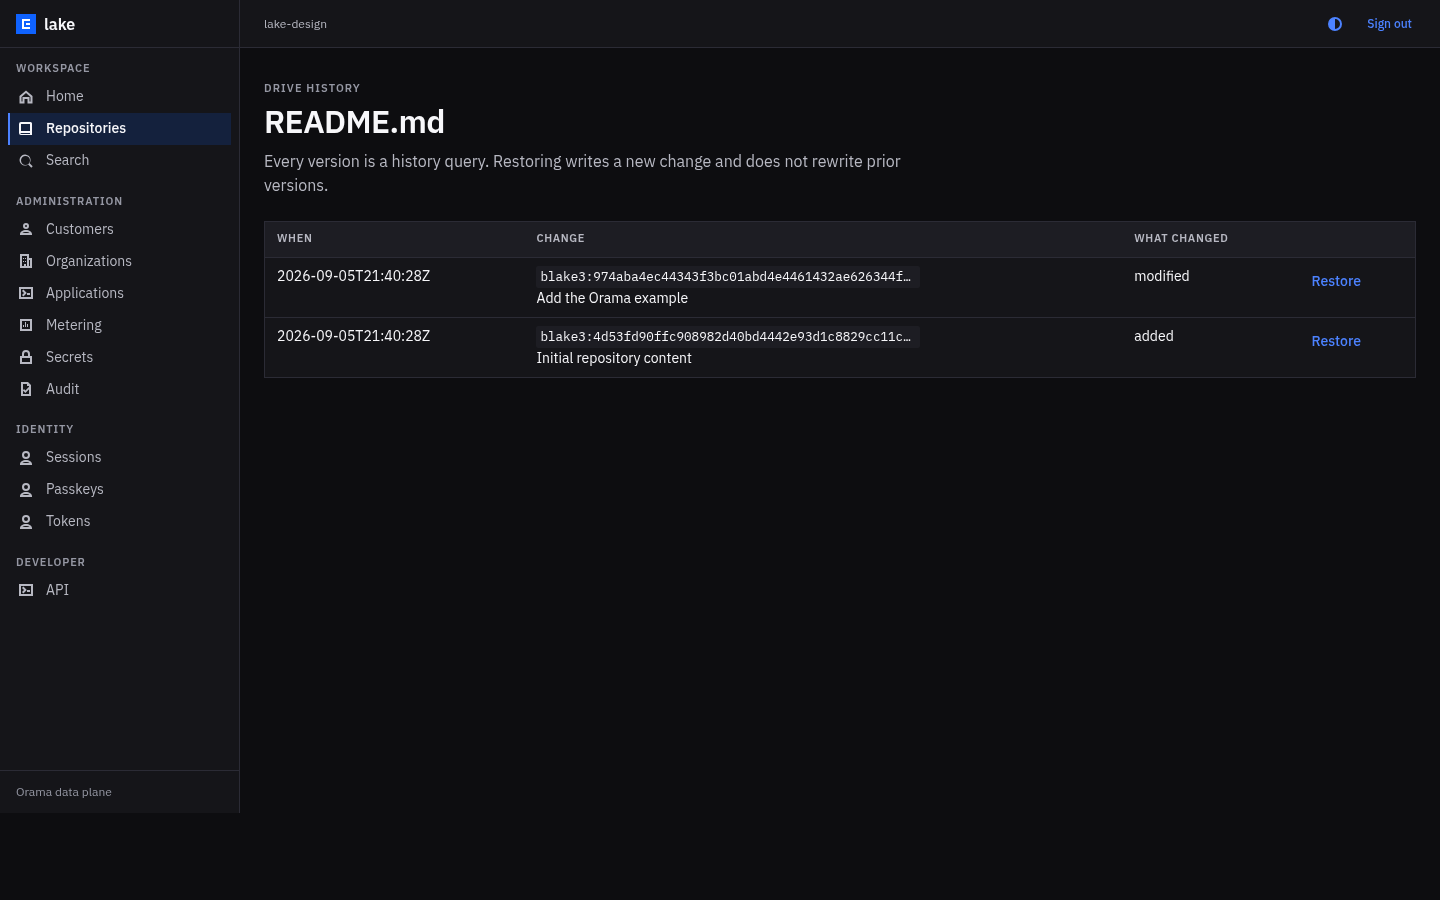 lake
lake-design
Sign out
WORKSPACE
Home
Repositories
Search
ADMINISTRATION
Customers
Organizations
Applications
Metering
Secrets
Audit
IDENTITY
Sessions
Passkeys
Tokens
DEVELOPER
API
Orama data plane
DRIVE HISTORY
README.md
Every version is a history query. Restoring writes a new change and does not rewrite prior
versions.
WHEN CHANGE WHAT CHANGED
2026-09-05T21:40:28Z blake3:974aba4ec44343f3bc01abd4e4461432ae626344f… modified Restore
Add the Orama example
2026-09-05T21:40:28Z blake3:4d53fd90ffc908982d40bd4442e93d1c8829cc11c… added Restore
Initial repository content